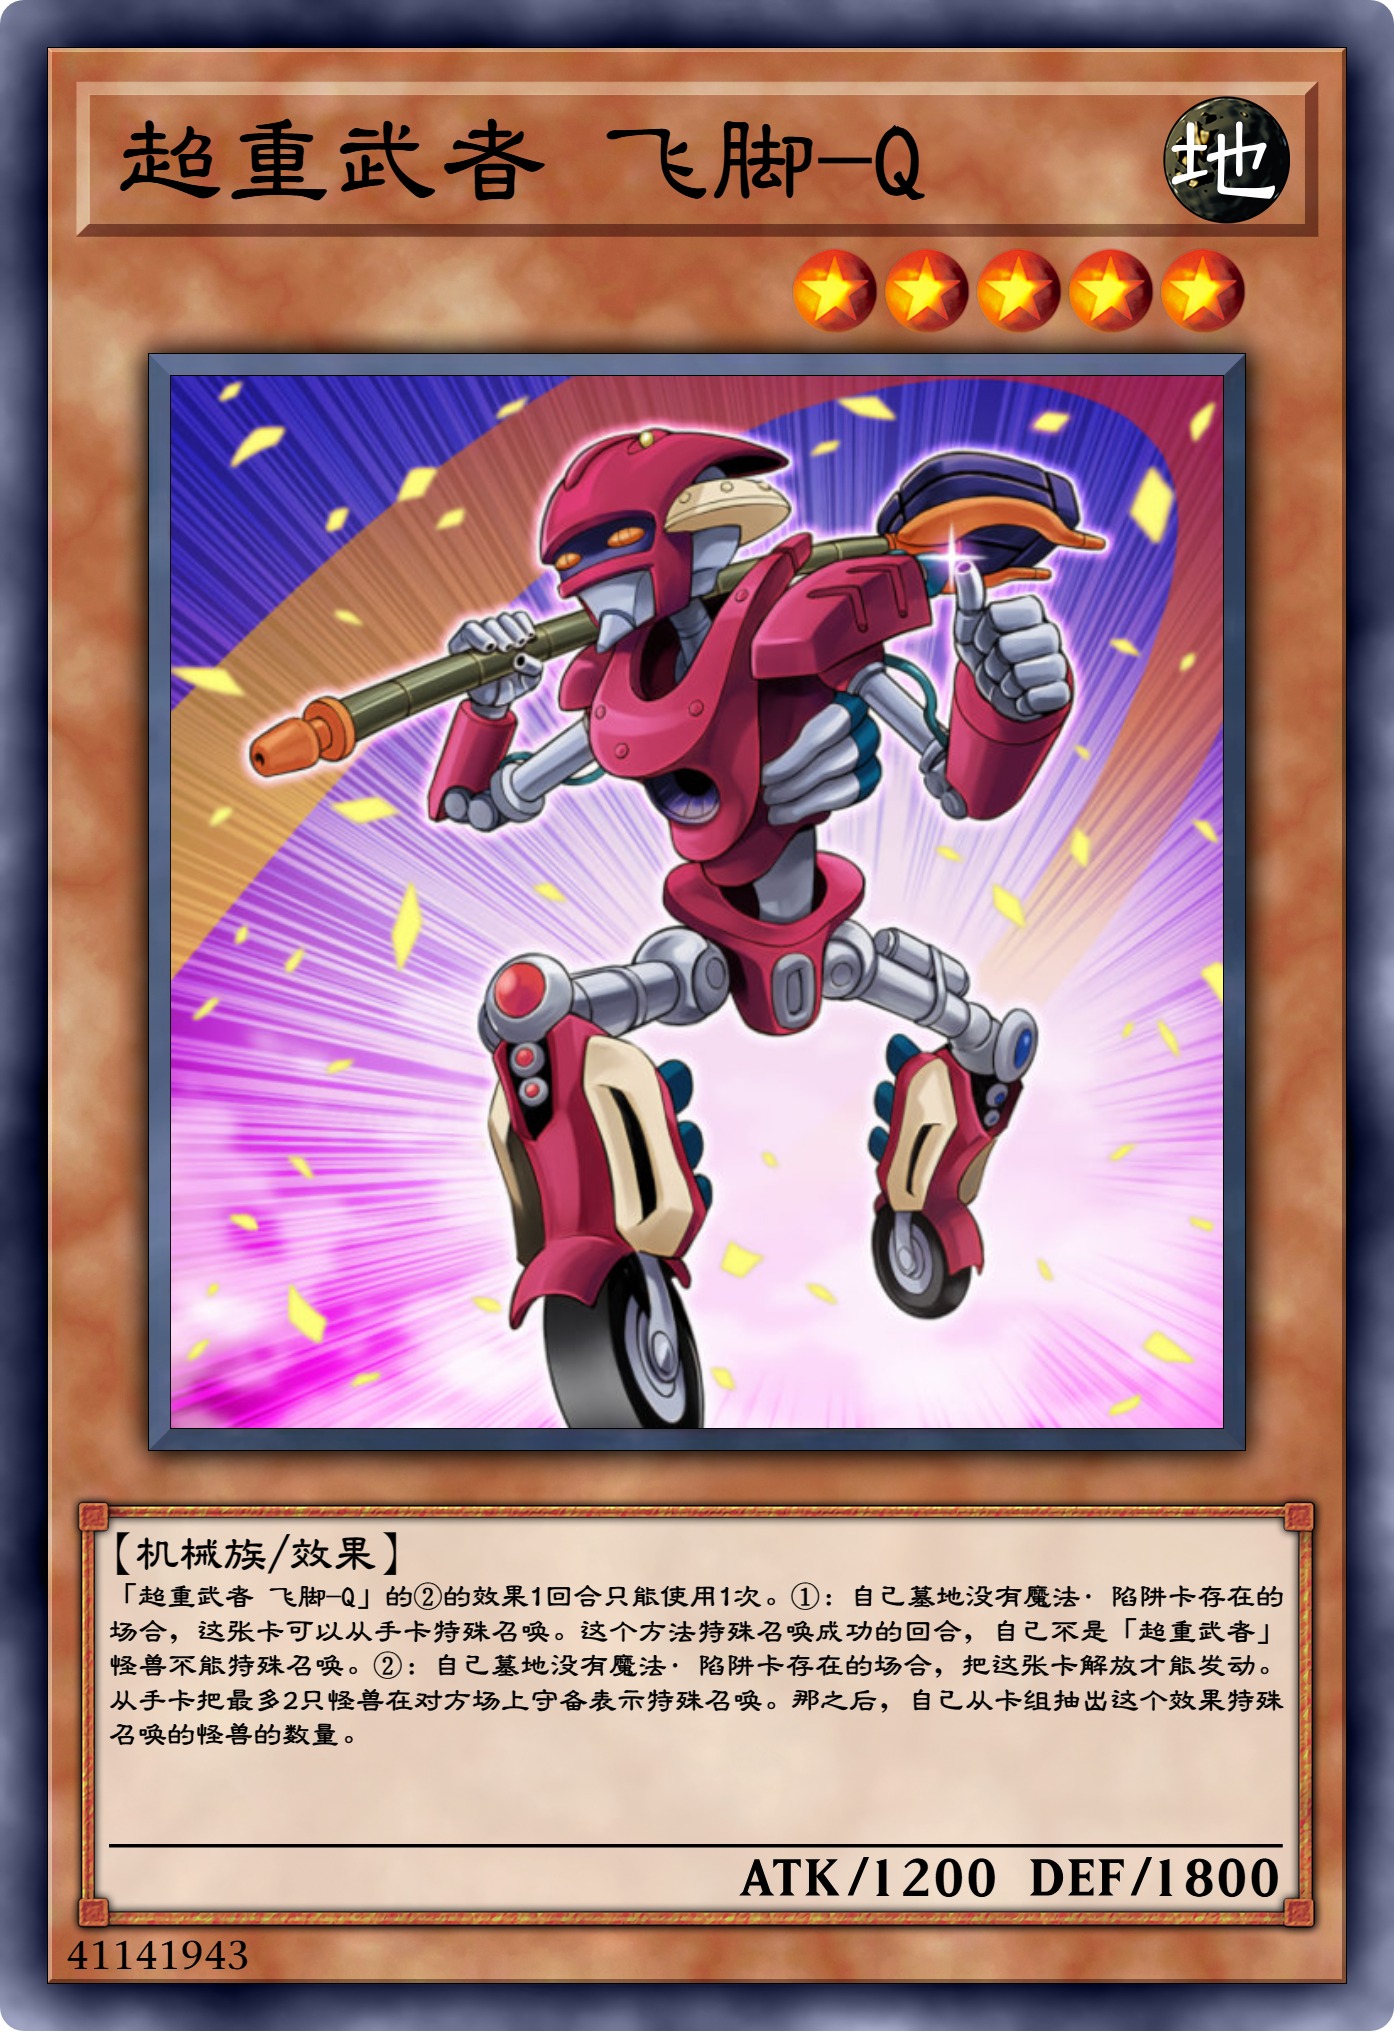 超重武者 飞脚-Q
地
【机械族/效果】
「超重武者 飞脚-Q」的②的效果1回合只能使用1次。①：自己墓地没有魔法·陷阱卡存在的
场合，这张卡可以从手卡特殊召唤。这个方法特殊召唤成功的回合，自己不是「超重武者」
怪兽不能特殊召唤。②：自己墓地没有魔法·陷阱卡存在的场合，把这张卡解放才能发动。
从手卡把最多2只怪兽在对方场上守备表示特殊召唤。那之后，自己从卡组抽出这个效果特殊
召唤的怪兽的数量。
ATK/1200 DEF/1800
41141943